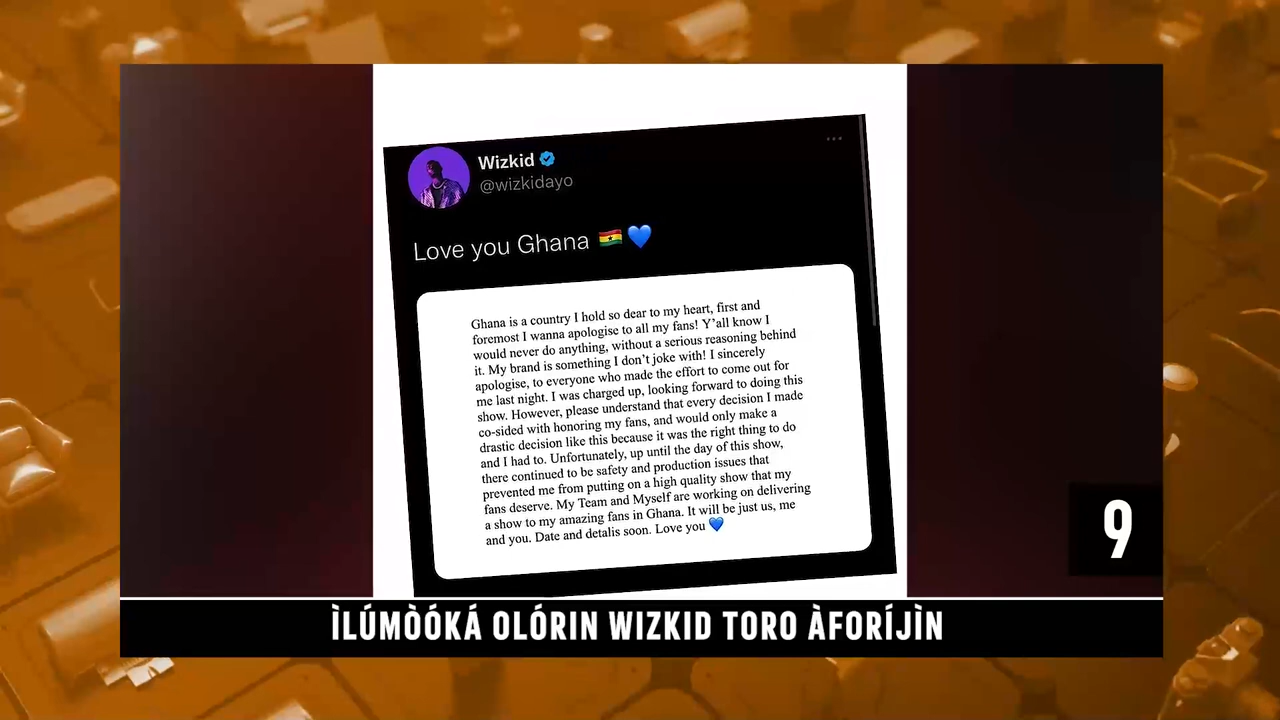 Wizkid
@wizkidayo
Love you Ghana 🇬🇭💙
Ghana is a country I hold so dear to my heart, first and
foremost I wanna apologise to all my fans! Y'all know I
would never do anything, without a serious reasoning behind
it. My brand is something I don't joke with! I sincerely
apologise, to everyone who made the effort to come out for
me last night. I was charged up, looking forward to doing this
show. However, please understand that every decision I made
co-sided with honoring my fans, and would only make a
drastic decision like this because it was the right thing to do
and I had to. Unfortunately, up until the day of this show,
there continued to be safety and production issues that
prevented me from putting on a high quality show that my
fans deserve. My Team and Myself are working on delivering
a show to my amazing fans in Ghana. It will be just us, me
and you. Date and detalis soon. Love you 💙
9
ÌLÚMÒÓKÁ OLÓRIN WIZKID TORO ÀFORÍJÌN